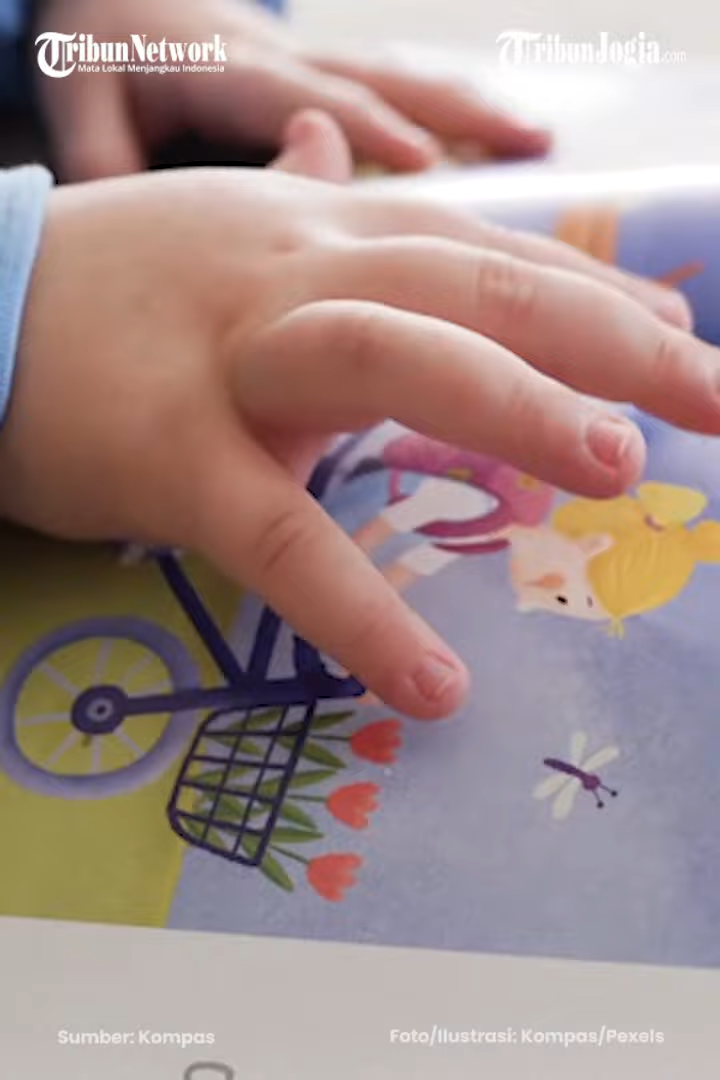 TribunNetwork
Mata Lokal Menjangkau Indonesia
TribunJogja.com
Sumber: Kompas
Foto/Ilustrasi: Kompas/Pexels